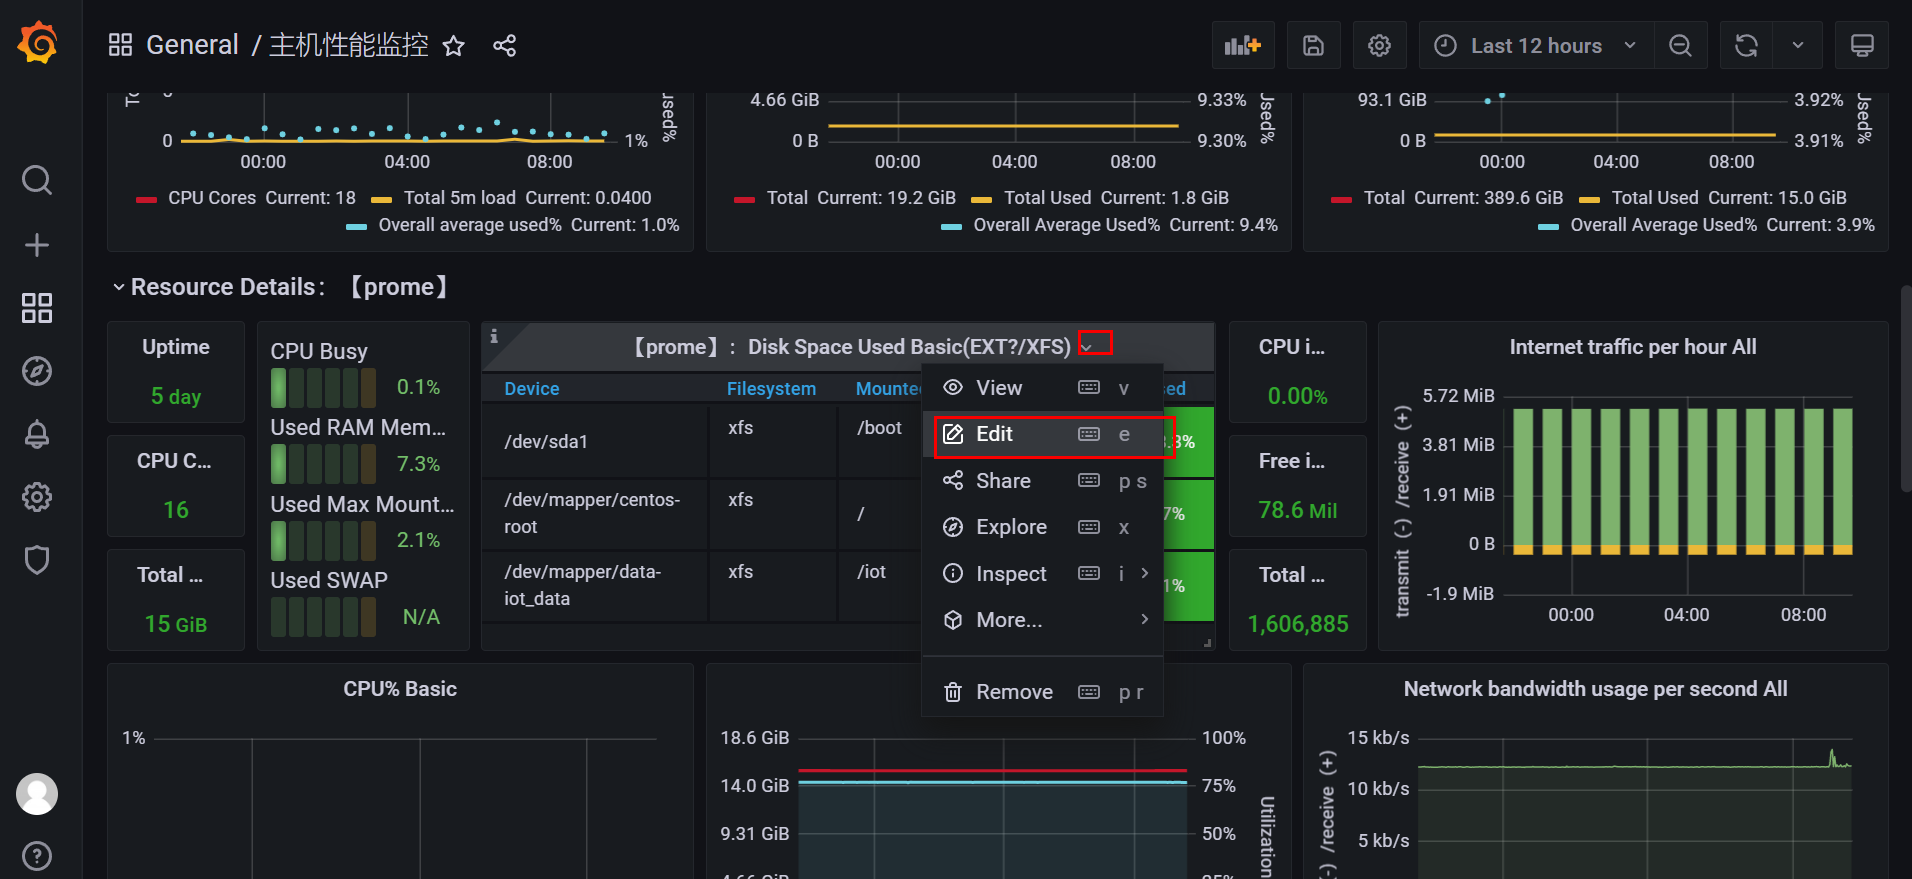 General / 主机性能监控
Last 12 hours
0
1%
Used%
00:00 04:00 08:00
CPU Cores Current: 18 Total 5m load Current: 0.0400
Overall average used% Current: 1.0%
4.66 GiB
0 B
9.33%
9.30%
Used%
00:00 04:00 08:00
Total Current: 19.2 GiB Total Used Current: 1.8 GiB
Overall Average Used% Current: 9.4%
93.1 GiB
0 B
3.92%
3.91%
Used%
00:00 04:00 08:00
Total Current: 389.6 GiB Total Used Current: 15.0 GiB
Overall Average Used% Current: 3.9%
Resource Details：【prome】
Uptime
5 day
CPU C...
16
Total ...
15 GiB
CPU Busy
0.1%
Used RAM Mem...
7.3%
Used Max Mount...
2.1%
Used SWAP
N/A
i
【prome】: Disk Space Used Basic(EXT?/XFS)
Device Filesystem
/dev/sda1 xfs /boot
/dev/mapper/centos-
root
xfs /
/dev/mapper/data-
iot_data
xfs /iot
View v
Edit e
Share p s
Explore x
Inspect i
More...
Remove p r
CPU i...
0.00%
Free i...
78.6 Mil
Total ...
1,606,885
Internet traffic per hour All
transmit (-) /receive (+)
5.72 MiB
3.81 MiB
1.91 MiB
0 B
-1.9 MiB
00:00 04:00 08:00
CPU% Basic
1%
18.6 GiB
14.0 GiB
9.31 GiB
100%
75%
50%
Utilization
Network bandwidth usage per second All
(-) /receive (+)
15 kb/s
10 kb/s
5 kb/s